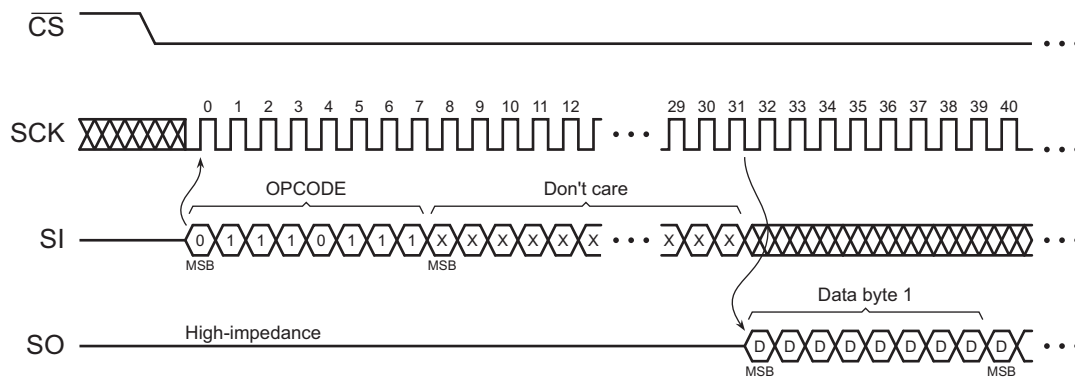 CS
0 1 2 3 4 5 6 7 8 9 10 11 12 29 30 31 32 33 34 35 36 37 38 39 40
SCK
OPCODE Don't care
SI 0 1 1 1 0 1 1 1 X X X X X X X X X
MSB MSB
Data byte 1
High-impedance
SO D D D D D D D D D
MSB MSB